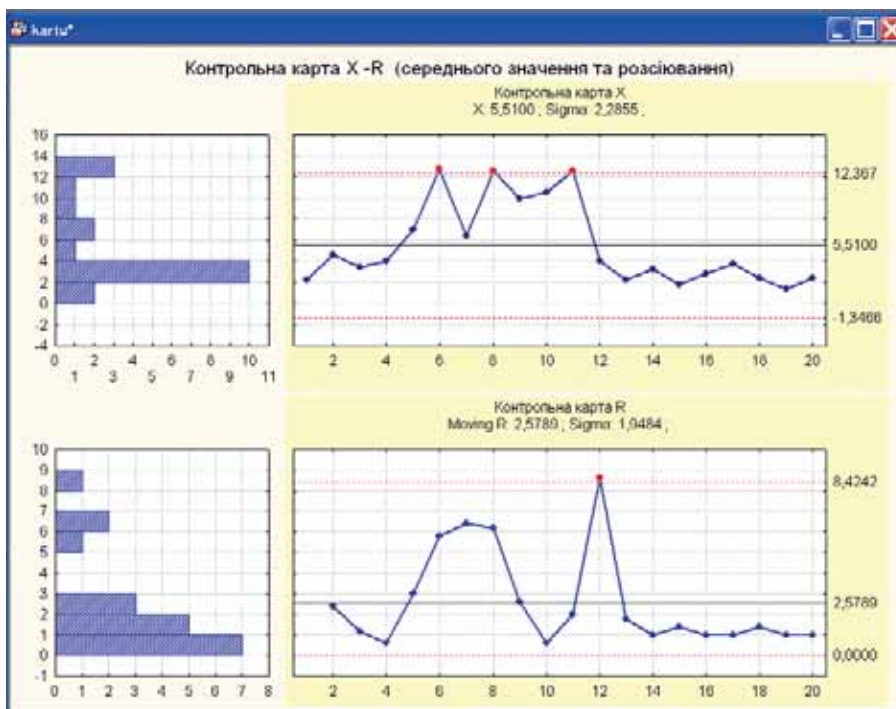 kartu*
Контрольна карта X -R (середнього значення та розсіювання)
Контрольна карта X
X: 5,5100 ; Sigma: 2,2855 ;
16
14
12
10
8
6
4
2
0
-2
-4
0 2 4 6 8 10
1 3 5 7 9 11
12,367
5,5100
-1,3466
2 4 6 8 10 12 14 16 18 20
Контрольна карта R
Moving R: 2,5789 ; Sigma: 1,9484 ;
10
9
8
7
6
5
4
3
2
1
0
-1
0 1 2 3 4 5 6 7 8
8,4242
2,5789
0,0000
2 4 6 8 10 12 14 16 18 20